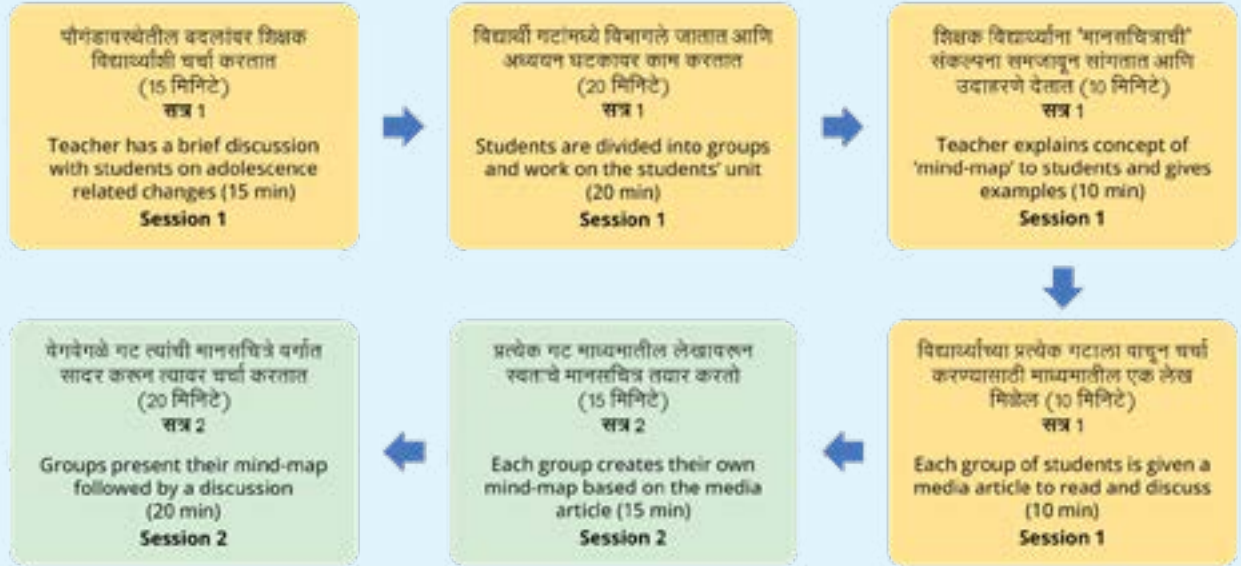 पौगंडावस्थेतील बदलांवर शिक्षक
विद्यार्थ्यांशी चर्चा करतात
(15 मिनिटे)
सत्र 1
Teacher has a brief discussion
with students on adolescence
related changes (15 min)
Session 1
विद्यार्थी गटांमध्ये विभागले जातात आणि
अध्ययन घटकावर काम करतात
(20 मिनिटे)
सत्र 1
Students are divided into groups
and work on the students' unit
(20 min)
Session 1
शिक्षक विद्यार्थ्यांना 'मानसचित्राची'
संकल्पना समजावून सांगतात आणि
उदाहरणे देतात (10 मिनिटे)
सत्र 1
Teacher explains concept of
'mind-map' to students and gives
examples (10 min)
Session 1
विद्यार्थ्यांच्या प्रत्येक गटाला वाचून चर्चा
करण्यासाठी माध्यमातील एक लेख
मिळेल (10 मिनिटे)
सत्र 1
Each group of students is given a
media article to read and discuss
(10 min)
Session 1
प्रत्येक गट माध्यमातील लेखावरून
स्वतःचे मानसचित्र तयार करतो
(15 मिनिटे)
सत्र 2
Each group creates their own
mind-map based on the media
article (15 min)
Session 2
वेगवेगळे गट त्यांची मानसचित्रे वर्गात
सादर करून त्यावर चर्चा करतात
(20 मिनिटे)
सत्र 2
Groups present their mind-map
followed by a discussion
(20 min)
Session 2